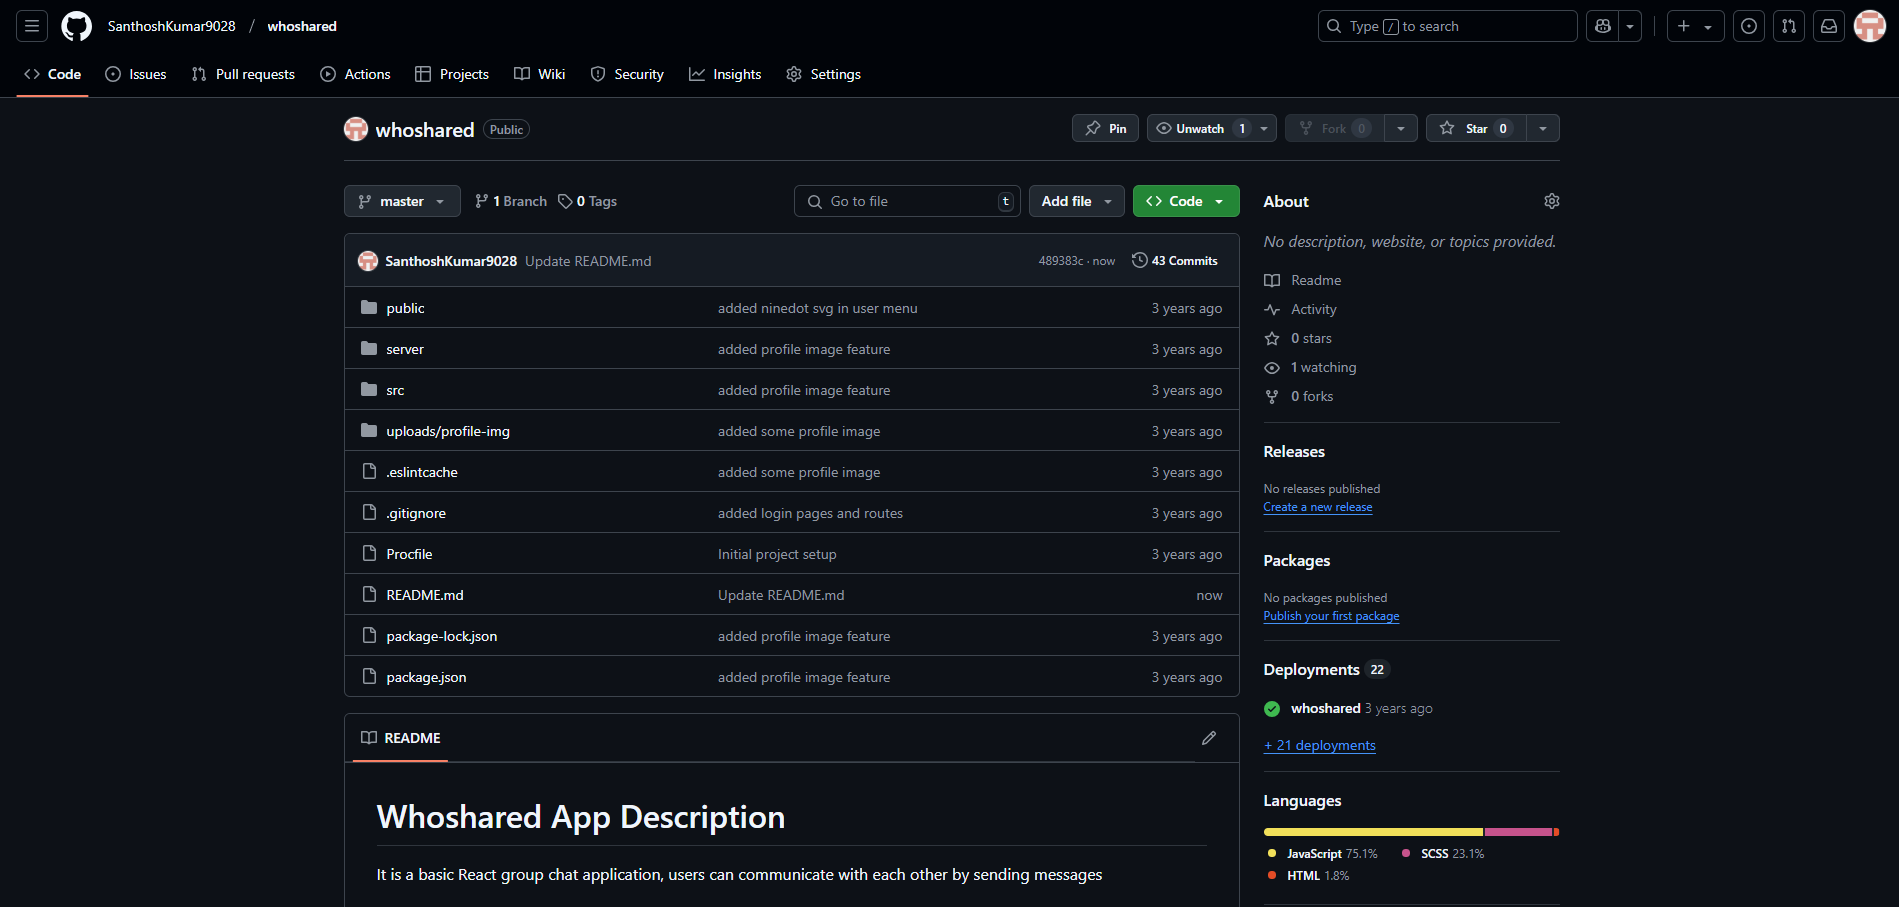 SanthoshKumar9028 / whoshared
Type / to search
Code Issues Pull requests Actions Projects Wiki Security Insights Settings
whoshared Public
Pin Unwatch 1 Fork 0 Star 0
master 1 Branch 0 Tags Go to file t Add file Code
SanthoshKumar9028 Update README.md 489383c · now 43 Commits
public added ninedot svg in user menu 3 years ago
server added profile image feature 3 years ago
src added profile image feature 3 years ago
uploads/profile-img added some profile image 3 years ago
.eslintcache added some profile image 3 years ago
.gitignore added login pages and routes 3 years ago
Procfile Initial project setup 3 years ago
README.md Update README.md now
package-lock.json added profile image feature 3 years ago
package.json added profile image feature 3 years ago
README
Whoshared App Description
It is a basic React group chat application, users can communicate with each other by sending messages
About
No description, website, or topics provided.
Readme
Activity
0 stars
1 watching
0 forks
Releases
No releases published
Create a new release
Packages
No packages published
Publish your first package
Deployments 22
whoshared 3 years ago
+ 21 deployments
Languages
JavaScript 75.1% SCSS 23.1%
HTML 1.8%